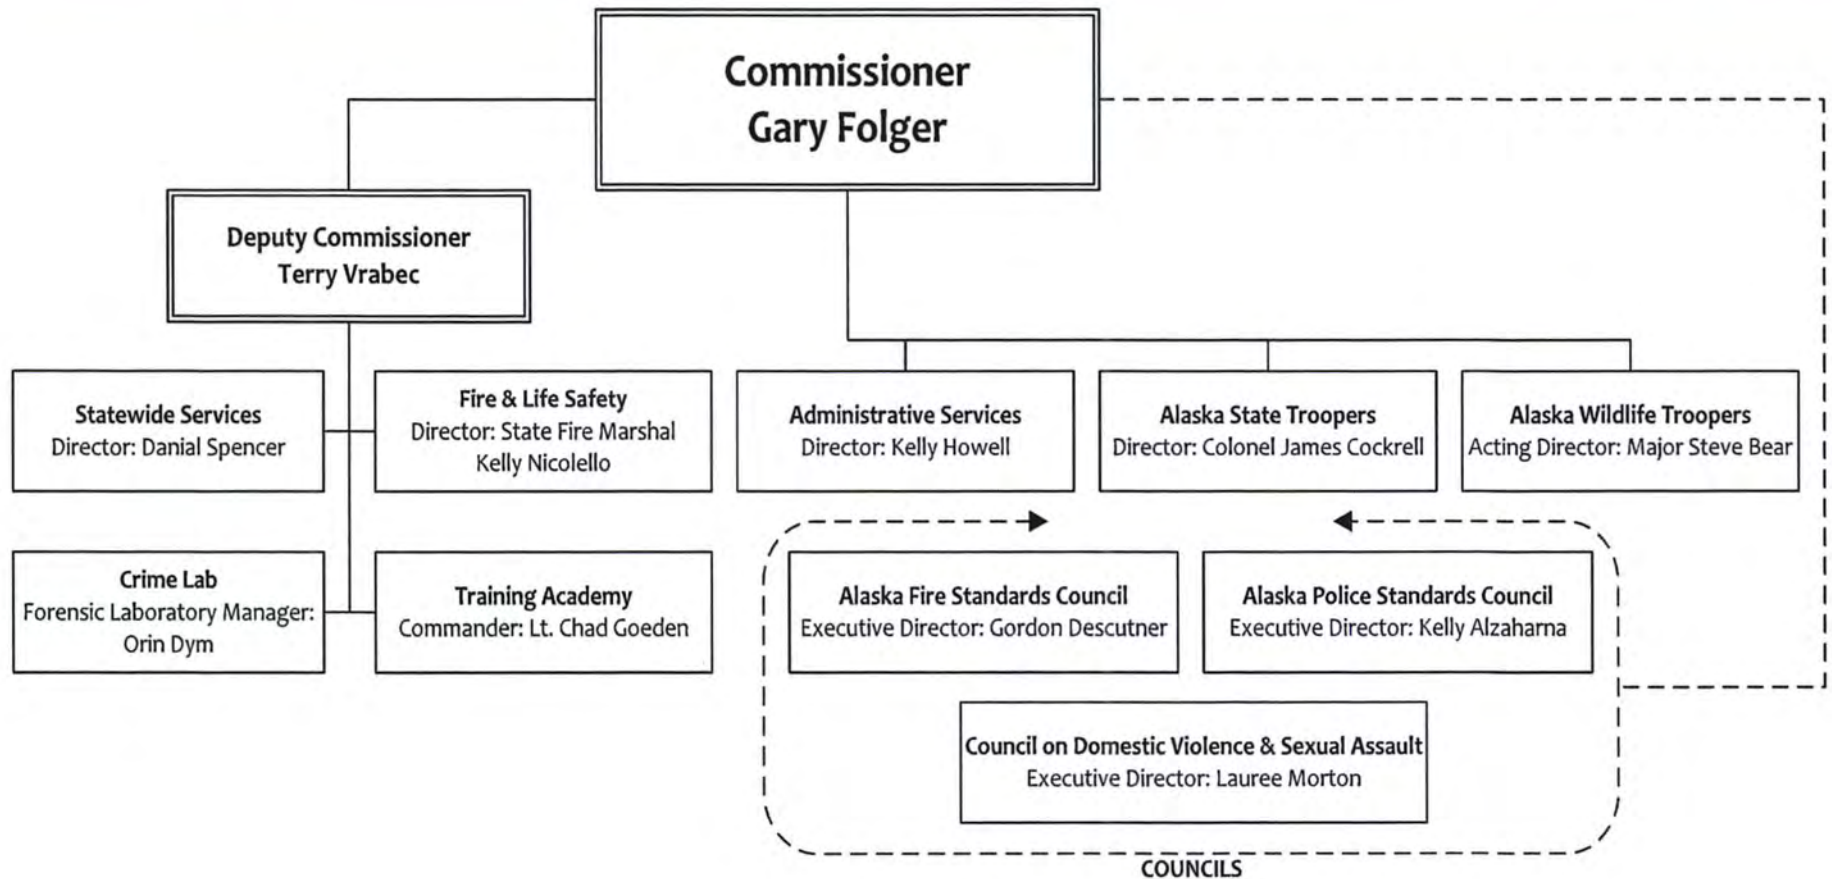 Commissioner
Gary Folger
Deputy Commissioner
Terry Vrabec
Statewide Services
Director: Danial Spencer
Fire & Life Safety
Director: State Fire Marshal
Kelly Nicolello
Administrative Services
Director: Kelly Howell
Alaska State Troopers
Director: Colonel James Cockrell
Alaska Wildlife Troopers
Acting Director: Major Steve Bear
Crime Lab
Forensic Laboratory Manager:
Orin Dym
Training Academy
Commander: Lt. Chad Goeden
Alaska Fire Standards Council
Executive Director: Gordon Descutner
Alaska Police Standards Council
Executive Director: Kelly Alzaharna
Council on Domestic Violence & Sexual Assault
Executive Director: Lauree Morton
COUNCILS